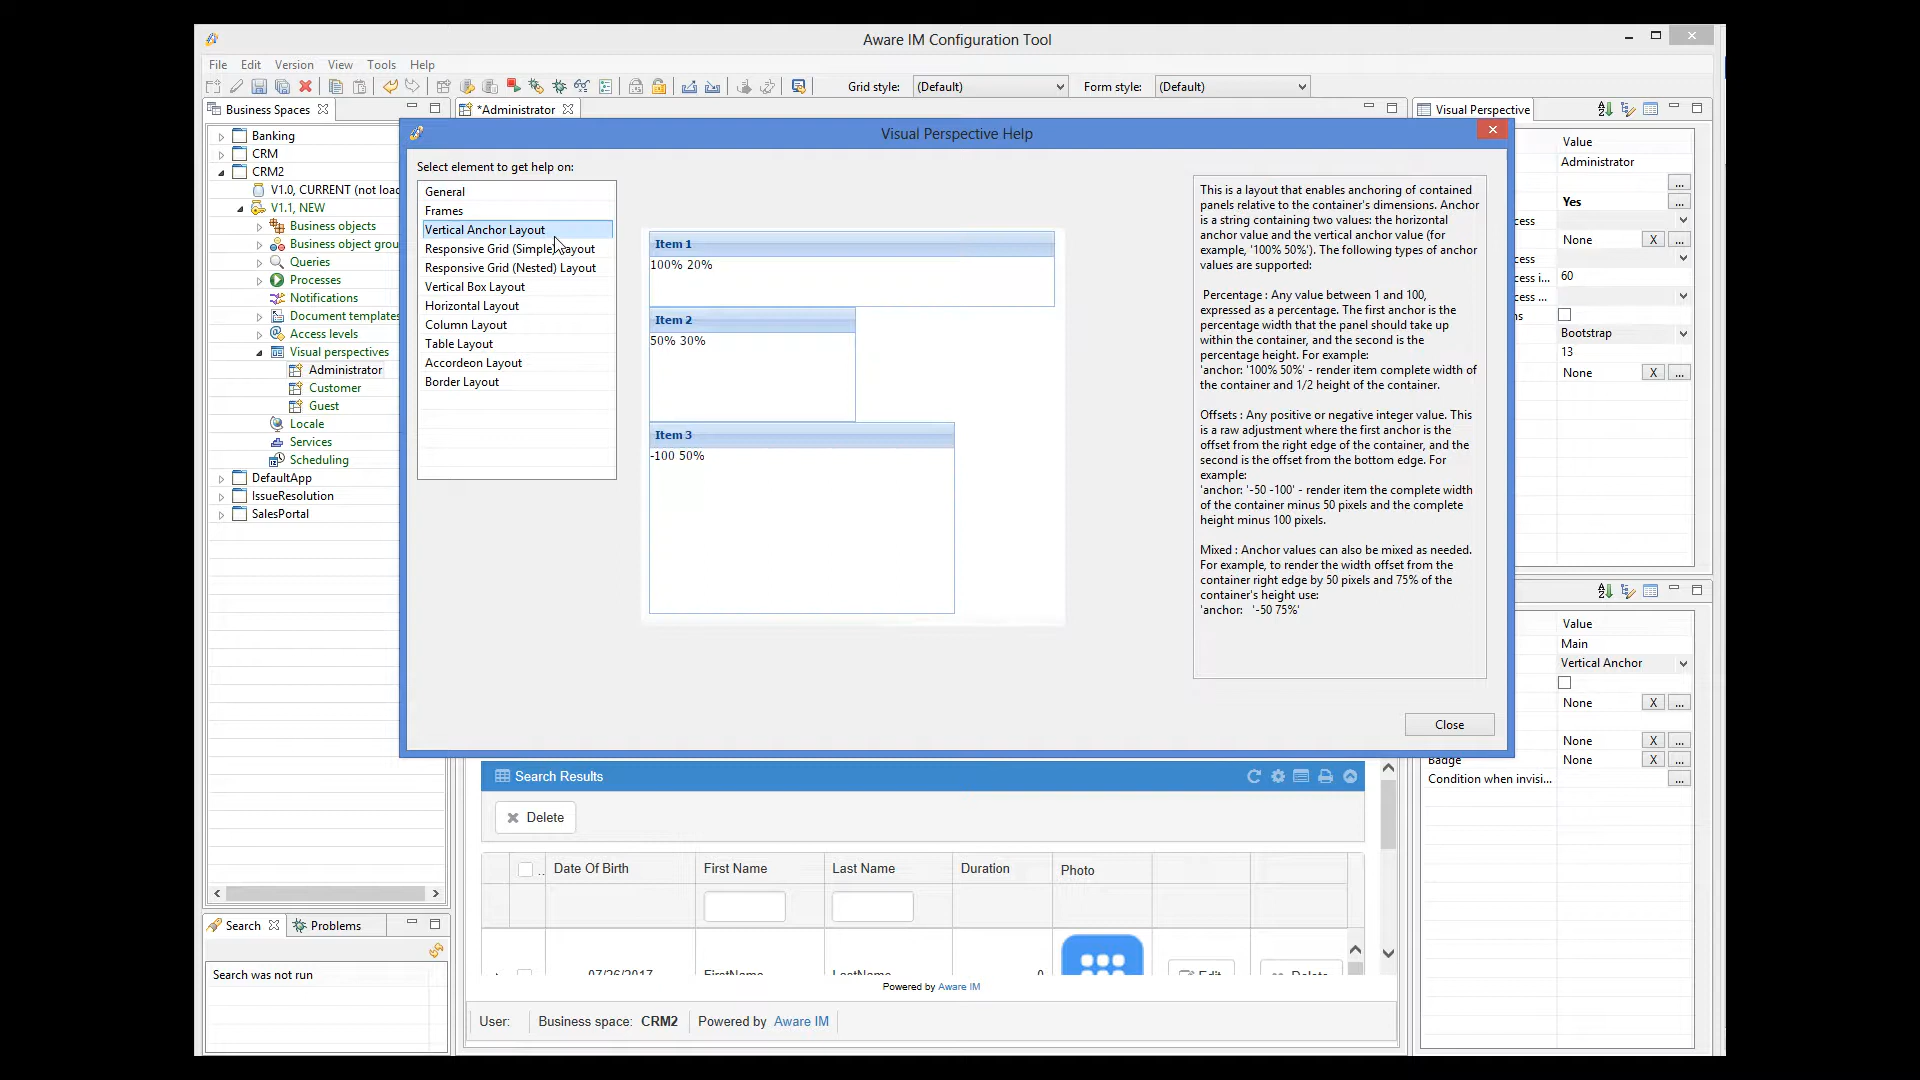 Aware IM Configuration Tool
File Edit Version View Tools Help
Grid style: (Default) Form style: (Default)
Business Spaces
*Administrator
Visual Perspective
Banking
CRM
CRM2
V1.0, CURRENT (not loac
V1.1, NEW
Business objects
Business object grou
Queries
Processes
Notifications
Document templates
Access levels
Visual perspectives
Administrator
Customer
Guest
Locale
Services
Scheduling
DefaultApp
IssueResolution
SalesPortal
Search Problems
Search was not run
Visual Perspective Help
Select element to get help on:
General
Frames
Vertical Anchor Layout
Responsive Grid (Simple) Layout
Responsive Grid (Nested) Layout
Vertical Box Layout
Horizontal Layout
Column Layout
Table Layout
Accordeon Layout
Border Layout
Item 1
100% 20%
Item 2
50% 30%
Item 3
-100 50%
This is a layout that enables anchoring of contained
panels relative to the container's dimensions. Anchor
is a string containing two values: the horizontal
anchor value and the vertical anchor value (for
example, '100% 50%'). The following types of anchor
values are supported:
Percentage : Any value between 1 and 100,
expressed as a percentage. The first anchor is the
percentage width that the panel should take up
within the container, and the second is the
percentage height. For example:
'anchor: '100% 50%' - render item complete width of
the container and 1/2 height of the container.
Offsets : Any positive or negative integer value. This
is a raw adjustment where the first anchor is the
offset from the right edge of the container, and the
second is the offset from the bottom edge. For
example:
'anchor: '-50 -100' - render item the complete width
of the container minus 50 pixels and the complete
height minus 100 pixels.
Mixed : Anchor values can also be mixed as needed.
For example, to render the width offset from the
container right edge by 50 pixels and 75% of the
container's height use:
'anchor: '-50 75%'
Close
Value
Administrator
...
Yes ...
cess
None X ...
cess
cess i... 60
cess ...
ns
Bootstrap
13
None X ...
Value
Main
Vertical Anchor
None X ...
None X ...
Badge None X ...
Condition when invisi... ...
Search Results
Delete
.. Date Of Birth First Name Last Name Duration Photo
07/26/2017 FirstName LastName 0 Edit Delete
Powered by Aware IM
User: Business space: CRM2 Powered by Aware IM